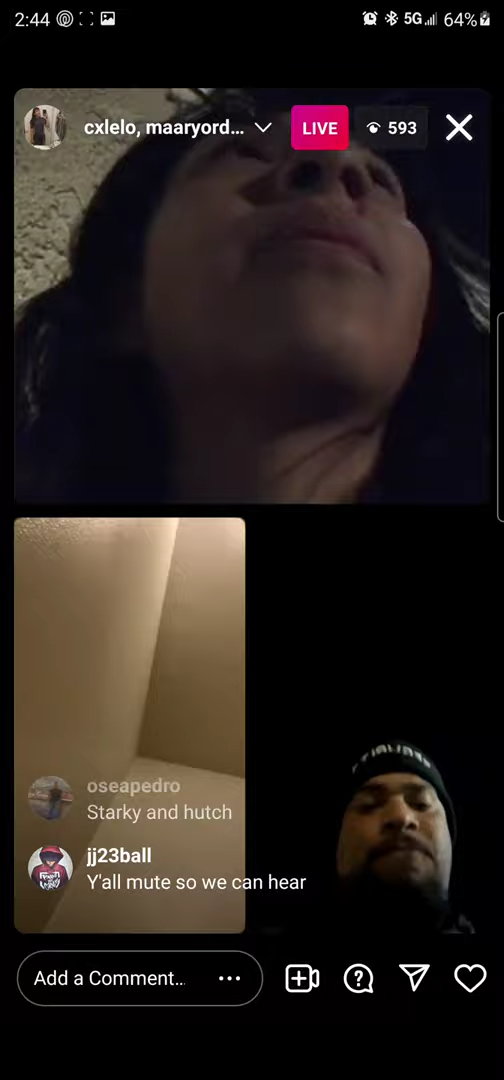 2:44 5G 64%
cxlelo, maaryord... LIVE 593
oseapedro
Starky and hutch
jj23ball
Y'all mute so we can hear
Add a Comment...